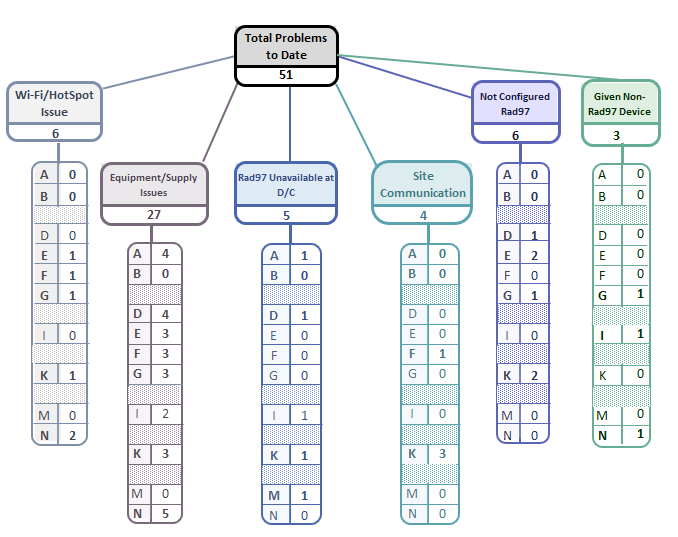 Total Problems
to Date
51
Wi-Fi/HotSpot
Issue
6
A 0
B 0
D 0
E 1
F 1
G 1
I 0
K 1
M 0
N 2
Equipment/Supply
Issues
27
A 4
B 0
D 4
E 3
F 3
G 3
I 2
K 3
M 0
N 5
Rad97 Unavailable at
D/C
5
A 1
B 0
D 1
E 0
F 0
G 0
I 1
K 1
M 1
N 0
Site
Communication
4
A 0
B 0
D 0
E 0
F 1
G 0
I 0
K 3
M 0
N 0
Not Configured
Rad97
6
A 0
B 0
D 1
E 2
F 0
G 1
I 0
K 2
M 0
N 0
Given Non-
Rad97 Device
3
A 0
B 0
D 0
E 0
F 0
G 1
I 1
K 0
M 0
N 1